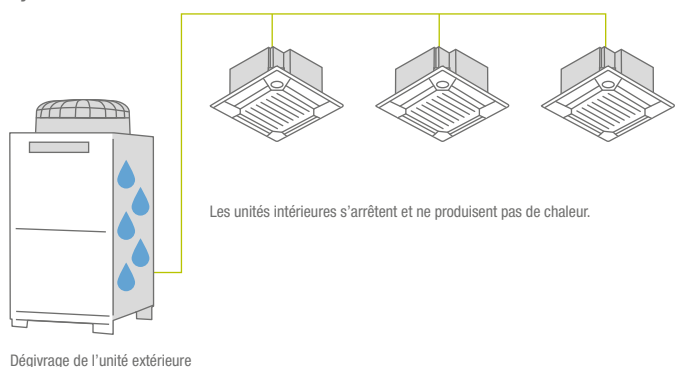 Les unités intérieures s’arrêtent et ne produisent pas de chaleur.
Dégivrage de l’unité extérieure